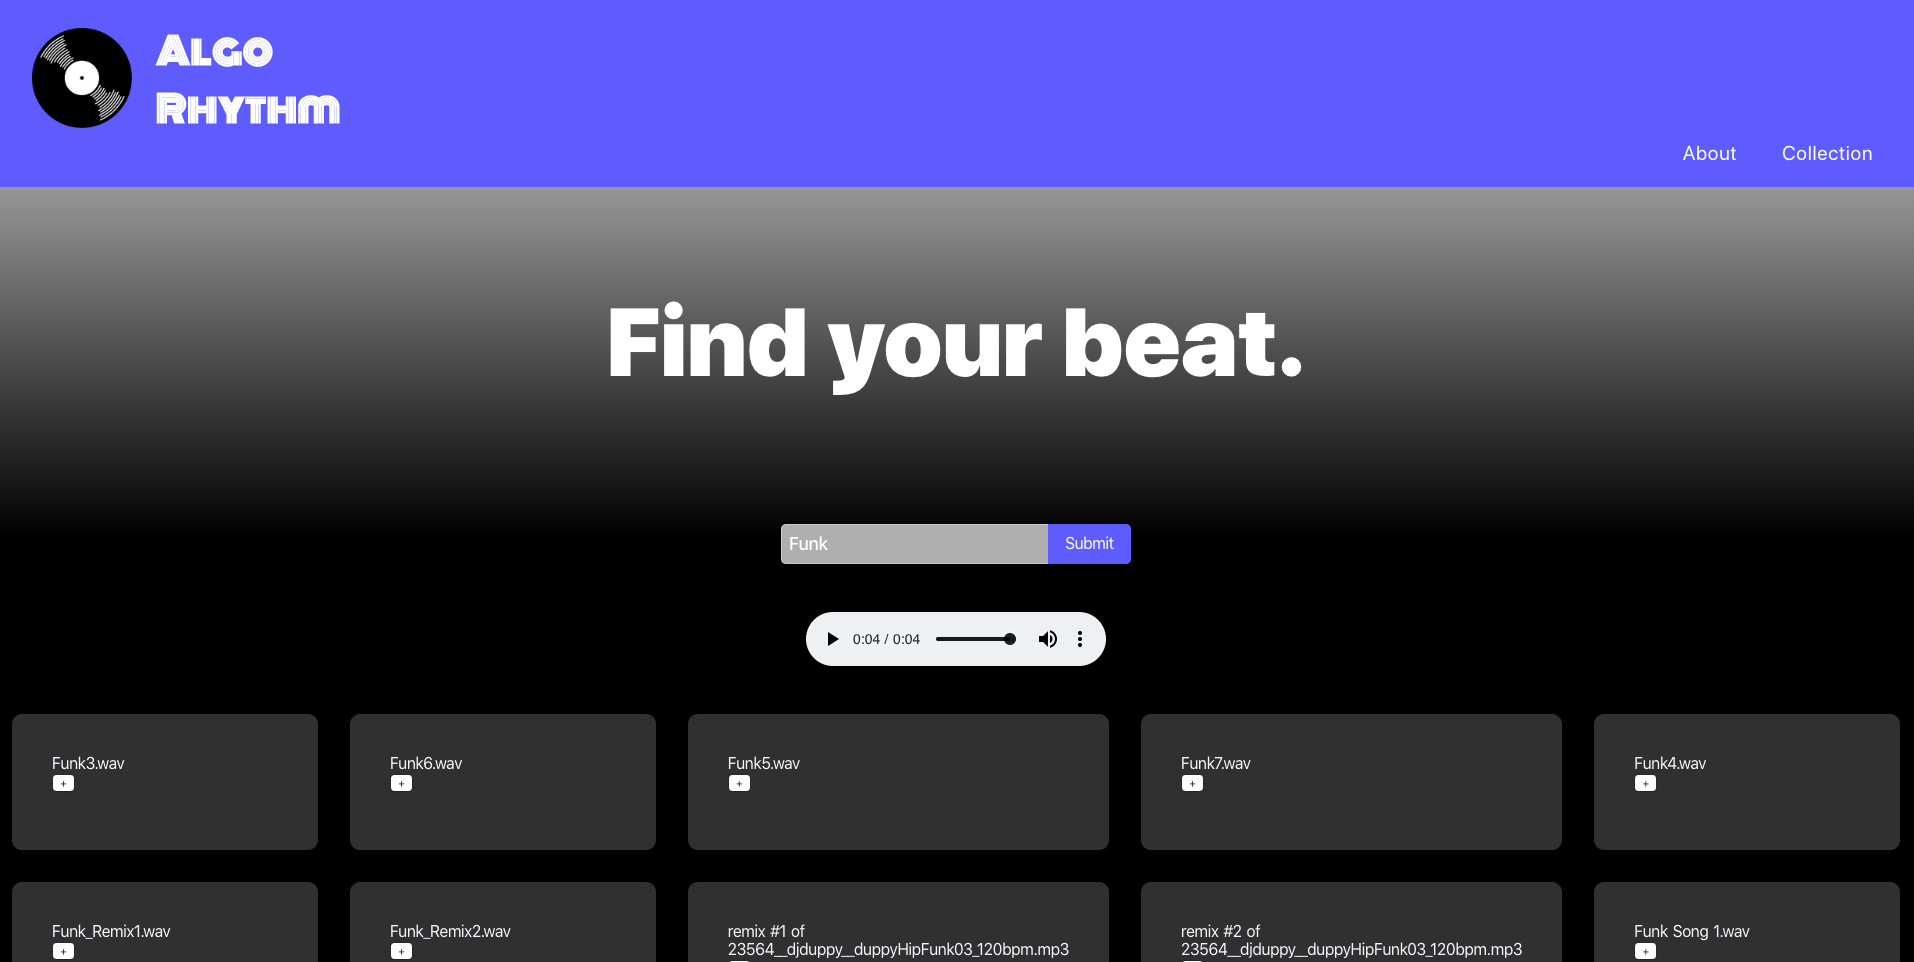 Algo
Rhythm
About Collection
Find your beat.
Funk Submit
0:04 / 0:04
Funk3.wav Funk6.wav Funk5.wav Funk7.wav Funk4.wav
+ + + + +
Funk_Remix1.wav Funk_Remix2.wav remix #1 of remix #2 of Funk Song 1.wav
23564__djduppy__duppyHipFunk03_120bpm.mp3 23564__djduppy__duppyHipFunk03_120bpm.mp3
+ + +